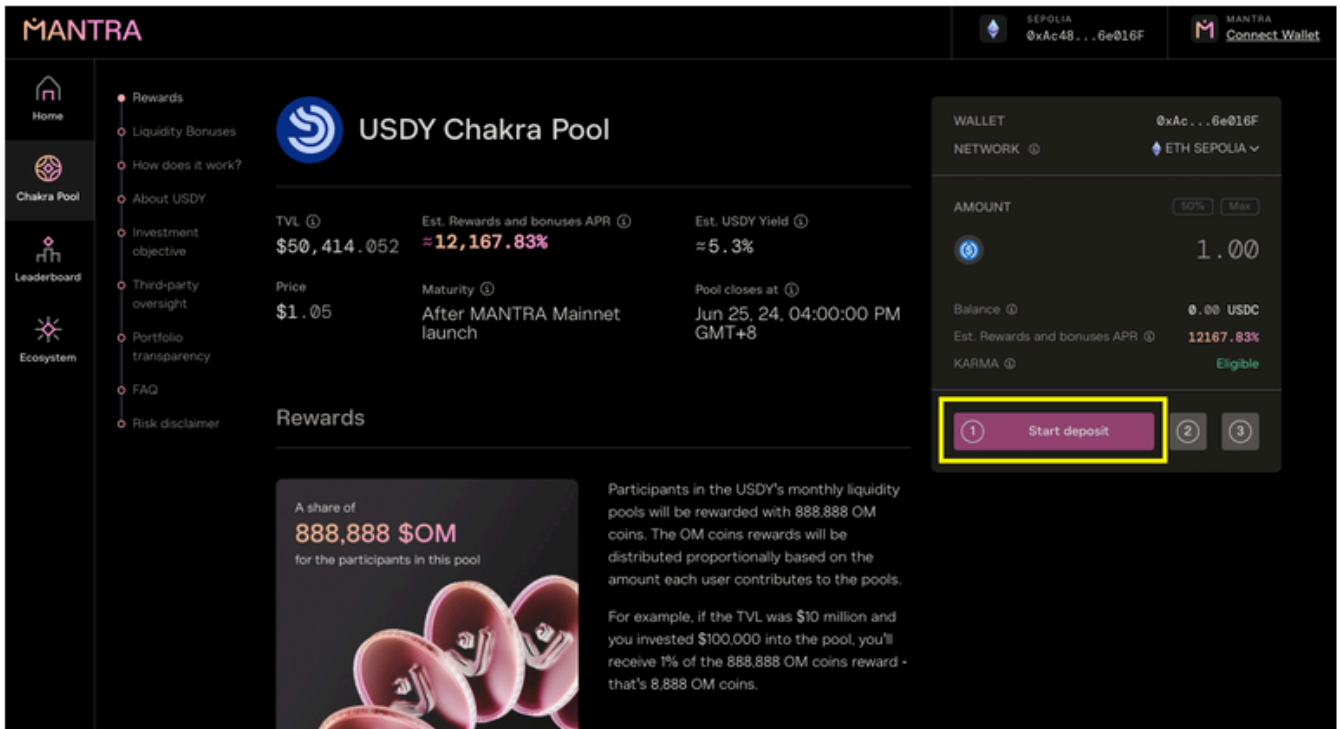 MANTRA
SEPOLIA
0xAc48...6e016F
MANTRA
Connect Wallet
Home
Chakra Pool
Leaderboard
Ecosystem
Rewards
Liquidity Bonuses
How does it work?
About USDY
Investment
objective
Third-party
oversight
Portfolio
transparency
FAQ
Risk disclaimer
USDY Chakra Pool
TVL
$50,414.052
Est. Rewards and bonuses APR
≈12,167.83%
Est. USDY Yield
≈5.3%
Price
$1.05
Maturity
After MANTRA Mainnet
launch
Pool closes at
Jun 25, 24, 04:00:00 PM
GMT+8
Rewards
A share of
888,888 $OM
for the participants in this pool
Participants in the USDY's monthly liquidity
pools will be rewarded with 888,888 OM
coins. The OM coins rewards will be
distributed proportionally based on the
amount each user contributes to the pools.
For example, if the TVL was $10 million and
you invested $100,000 into the pool, you'll
receive 1% of the 888,888 OM coins reward -
that's 8,888 OM coins.
WALLET
0xAc...6e016F
NETWORK
ETH SEPOLIA
AMOUNT
50%
Max
1.00
Balance
0.00 USDC
Est. Rewards and bonuses APR
12167.83%
KARMA
Eligible
1 Start deposit
2
3